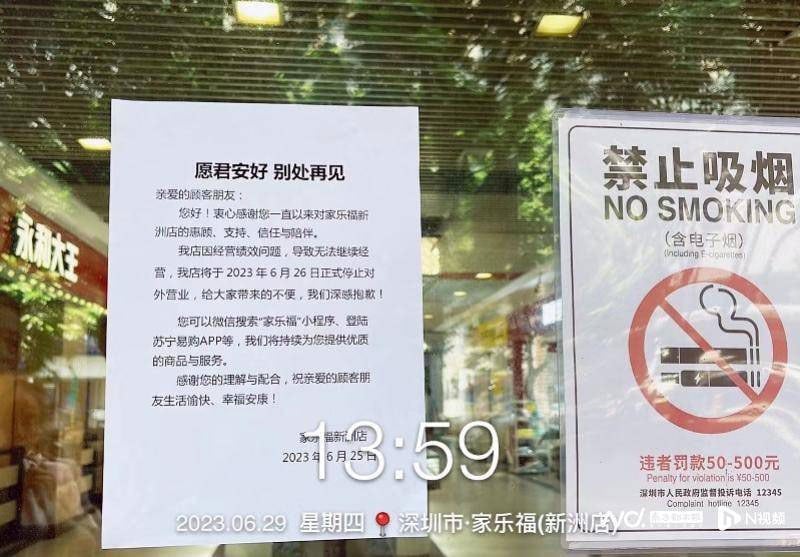 愿君安好 别处再见
亲爱的顾客朋友：
您好！衷心感谢您一直以来对家乐福新
洲店的惠顾、支持、信任与陪伴。
我店因经营绩效问题，导致无法继续经
营，我店将于 2023 年 6 月 26 日正式停止对
外营业，给大家带来的不便，我们深感抱歉！
您可以微信搜索“家乐福”小程序、登陆
苏宁易购APP等，我们将持续为您提供优质
的商品与服务。
感谢您的理解与配合，祝亲爱的顾客朋
友生活愉快、幸福安康！
家乐福新洲店
2023 年 6 月 25 日
禁止吸烟
NO SMOKING
（含电子烟）
(Including E-cigarettes)
违者罚款50-500元
Penalty for violation is ¥50-500
深圳市人民政府监督投诉电话 12345
Complaint hotline 12345
永和大王
13:59
2023.06.29 星期四 深圳市·家乐福(新洲店)
N视频